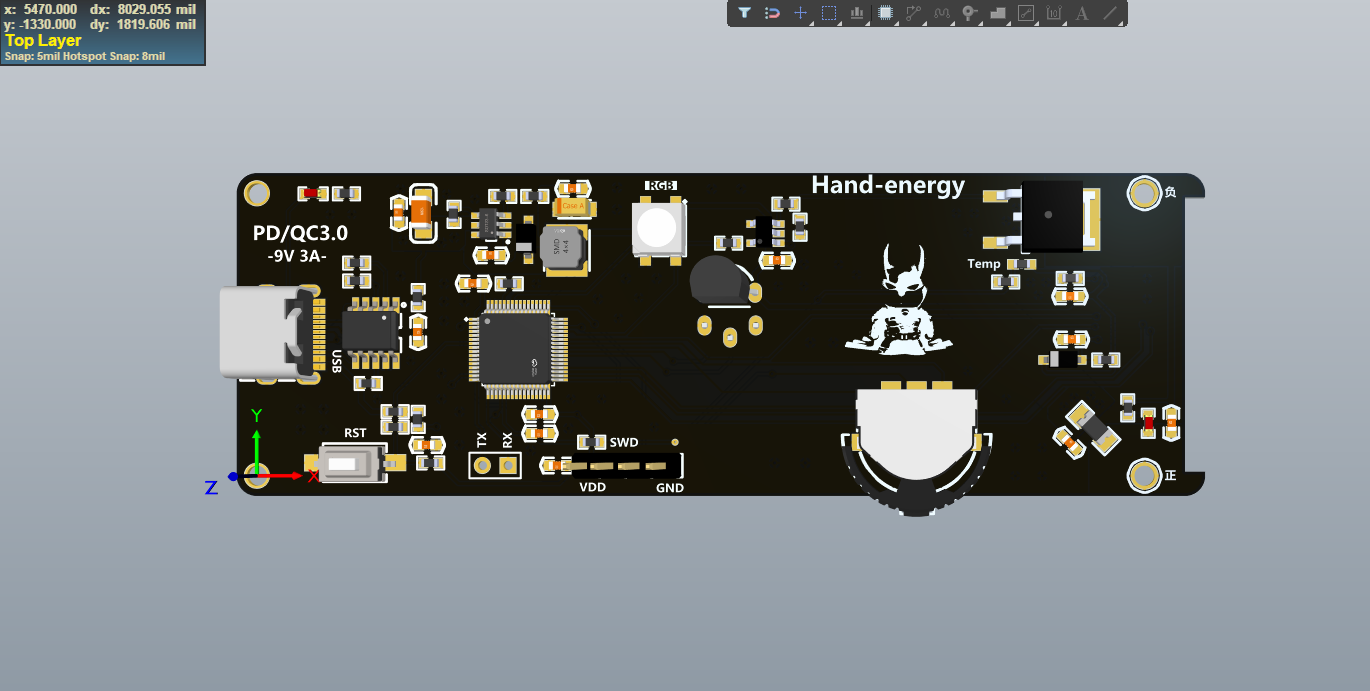 x:  5470.000   dx:  8029.055  mil
y: -1330.000   dy:  1819.606  mil
Top Layer
Snap: 5mil Hotspot Snap: 8mil
A
RGB
Hand-energy
负
Case A
PD/QC3.0
-9V 3A-
SMD
4×4
Temp
USB
Y
RST
TX
RX
SWD
X
Z
VDD
GND
正